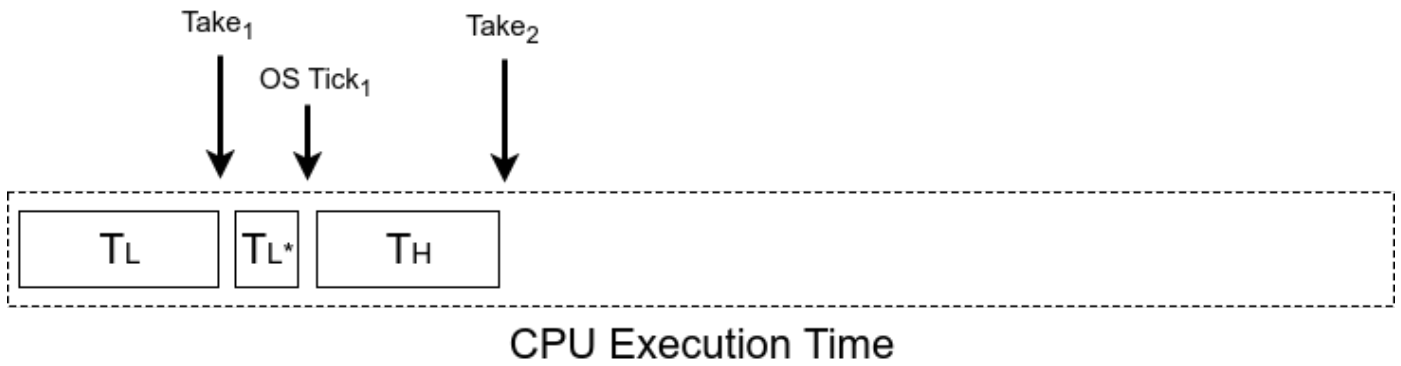 Take₁
Take₂
OS Tick₁
TL
TL*
TH
CPU Execution Time